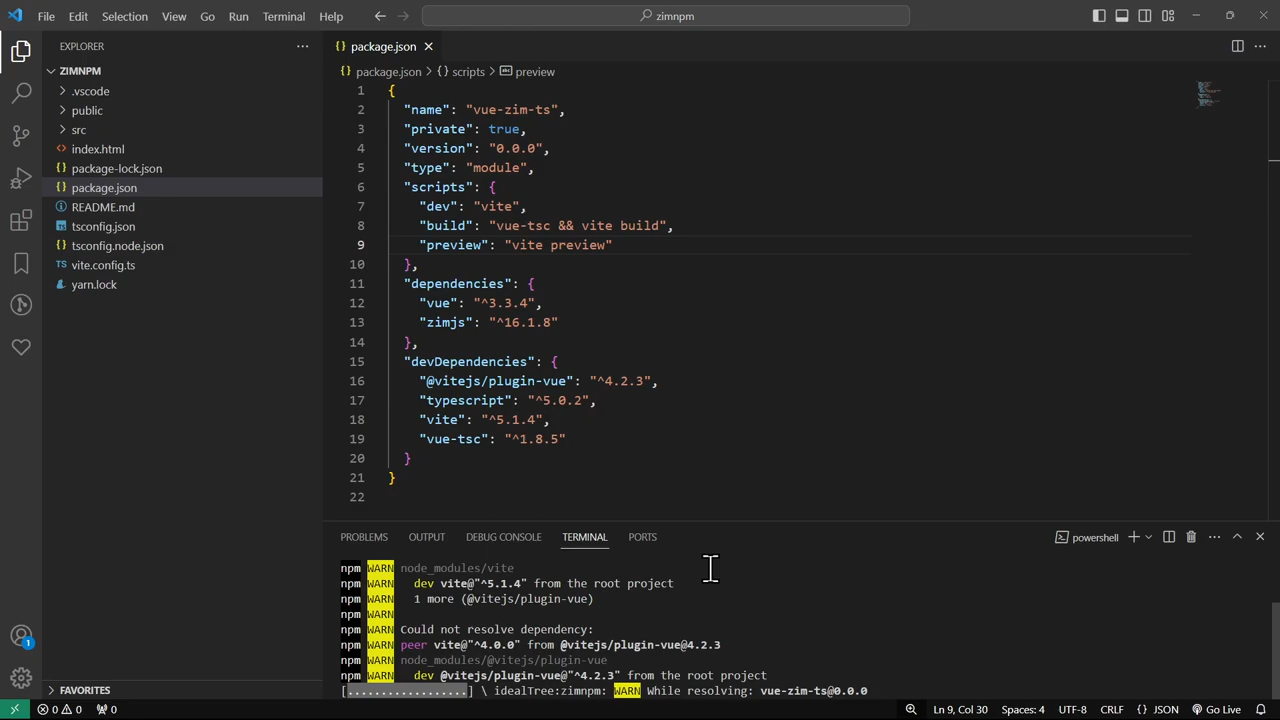 File Edit Selection View Go Run Terminal Help
zimnpm
EXPLORER
ZIMNPM
.vscode
public
src
index.html
package-lock.json
package.json
README.md
tsconfig.json
tsconfig.node.json
vite.config.ts
yarn.lock
FAVORITES
package.json
package.json > {} scripts > abc preview
1 {
2 "name": "vue-zim-ts",
3 "private": true,
4 "version": "0.0.0",
5 "type": "module",
6 "scripts": {
7 "dev": "vite",
8 "build": "vue-tsc && vite build",
9 "preview": "vite preview"
10 },
11 "dependencies": {
12 "vue": "^3.3.4",
13 "zimjs": "^16.1.8"
14 },
15 "devDependencies": {
16 "@vitejs/plugin-vue": "^4.2.3",
17 "typescript": "^5.0.2",
18 "vite": "^5.1.4",
19 "vue-tsc": "^1.8.5"
20 }
21 }
22
PROBLEMS OUTPUT DEBUG CONSOLE TERMINAL PORTS
powershell
npm WARN node_modules/vite
npm WARN dev vite@"^5.1.4" from the root project
npm WARN 1 more (@vitejs/plugin-vue)
npm WARN
npm WARN Could not resolve dependency:
npm WARN peer vite@"^4.0.0" from @vitejs/plugin-vue@4.2.3
npm WARN node_modules/@vitejs/plugin-vue
npm WARN dev @vitejs/plugin-vue@"^4.2.3" from the root project
[..................] \ idealTree:zimnpm: WARN While resolving: vue-zim-ts@0.0.0
1
0 0 0 Ln 9, Col 30 Spaces: 4 UTF-8 CRLF {} JSON Go Live